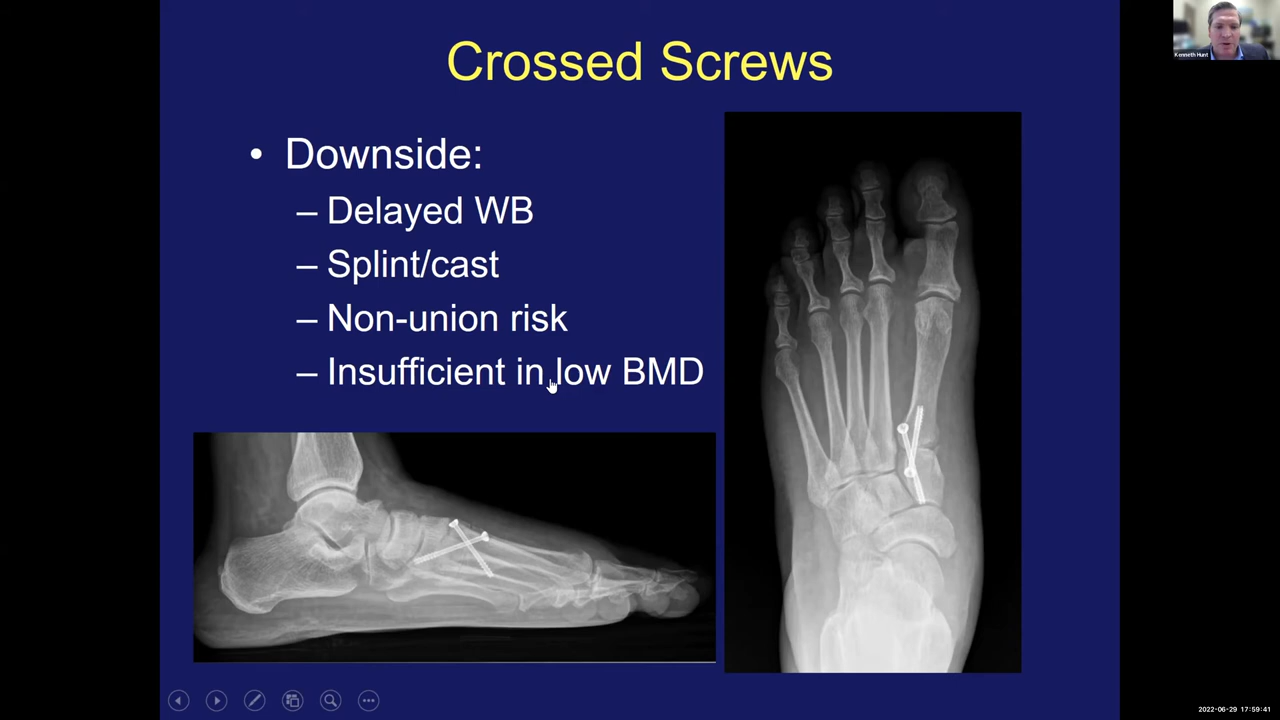 Crossed Screws
• Downside:
– Delayed WB
– Splint/cast
– Non-union risk
– Insufficient in low BMD
Kenneth Hunt
2022-06-29 17:59:41